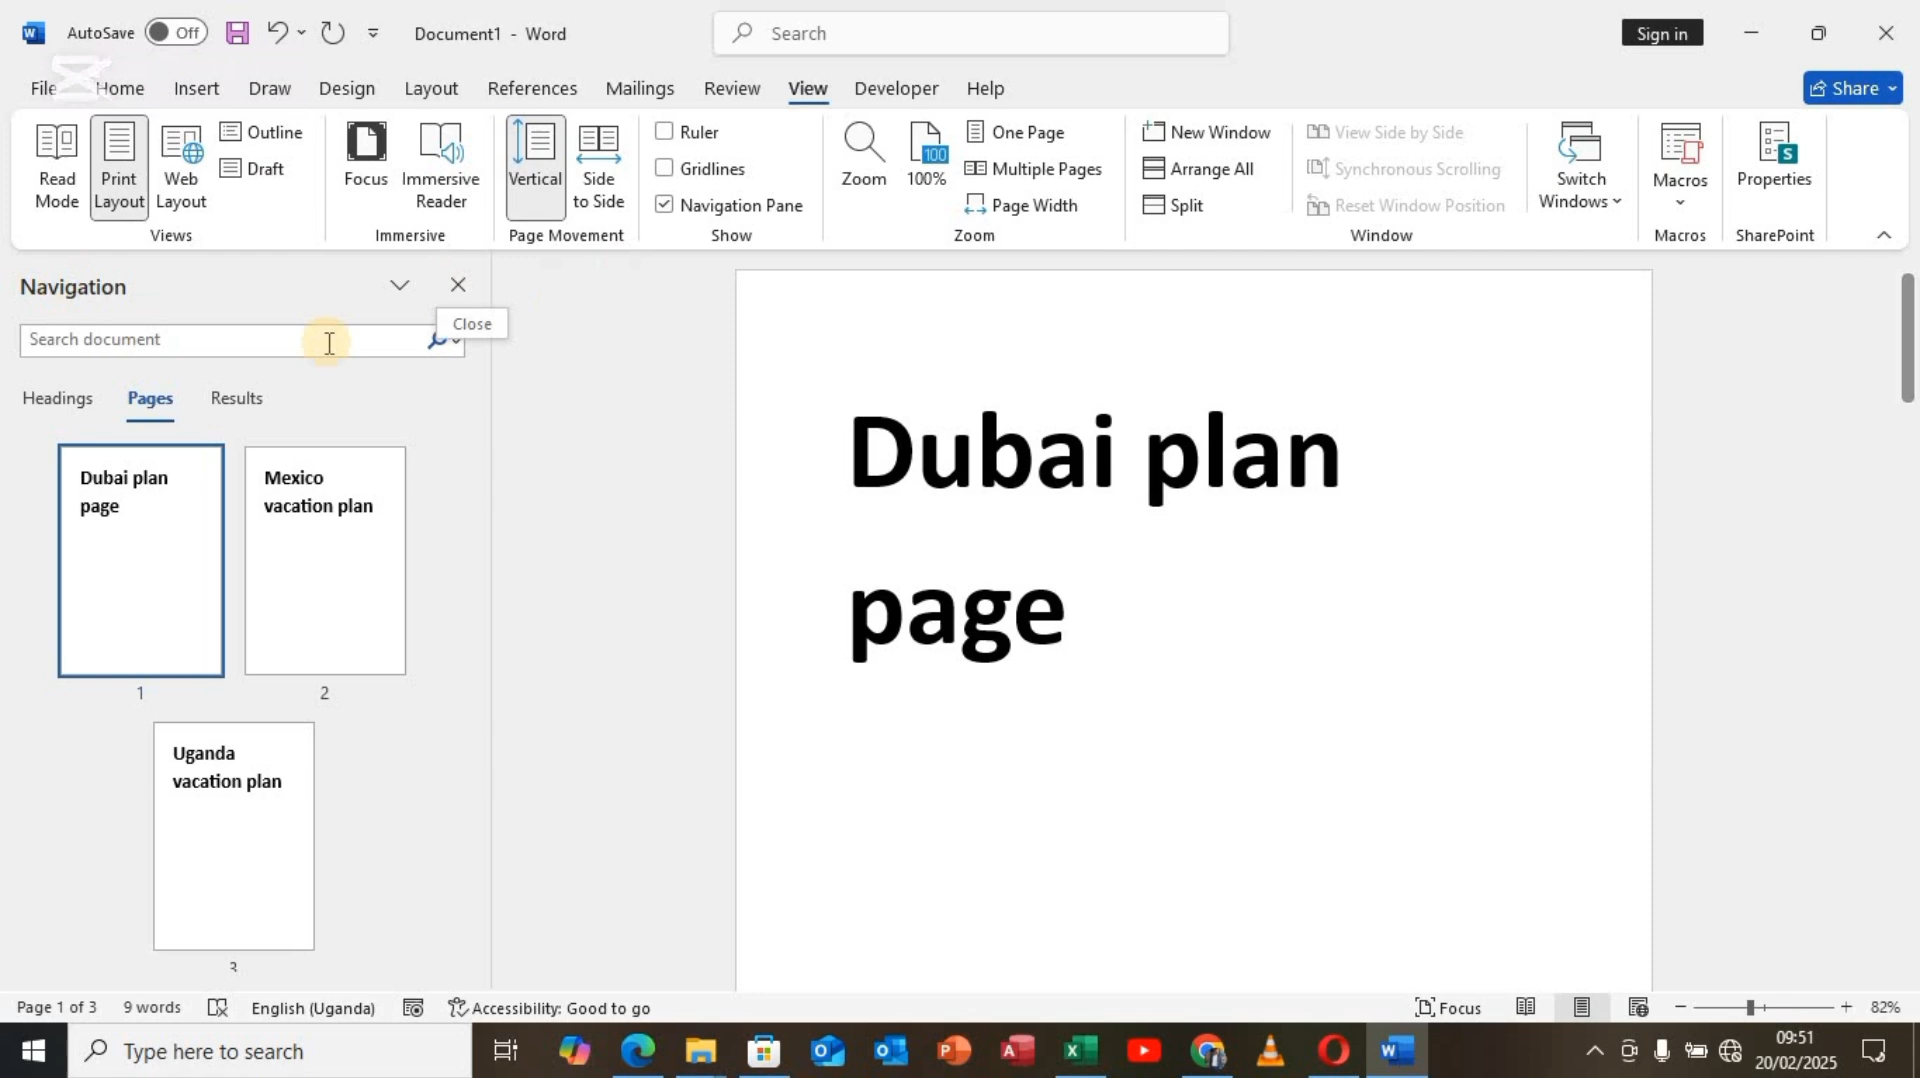 AutoSave Off Document1 - Word Search Sign in
File Home Insert Draw Design Layout References Mailings Review View Developer Help Share
Read Mode
Print Layout
Web Layout
Outline
Draft
Views
Focus
Immersive Reader
Immersive
Vertical
Side to Side
Page Movement
Ruler
Gridlines
Navigation Pane
Show
Zoom
100
100%
One Page
Multiple Pages
Page Width
Zoom
New Window
Arrange All
Split
View Side by Side
Synchronous Scrolling
Reset Window Position
Switch Windows
Window
Macros
Macros
S
Properties
SharePoint
Navigation
Close
Search document
Headings Pages Results
Dubai plan
page
1
Mexico
vacation plan
2
Uganda
vacation plan
3
Dubai plan
page
Page 1 of 3 9 words English (Uganda) Accessibility: Good to go Focus 82%
Type here to search
09:51
20/02/2025